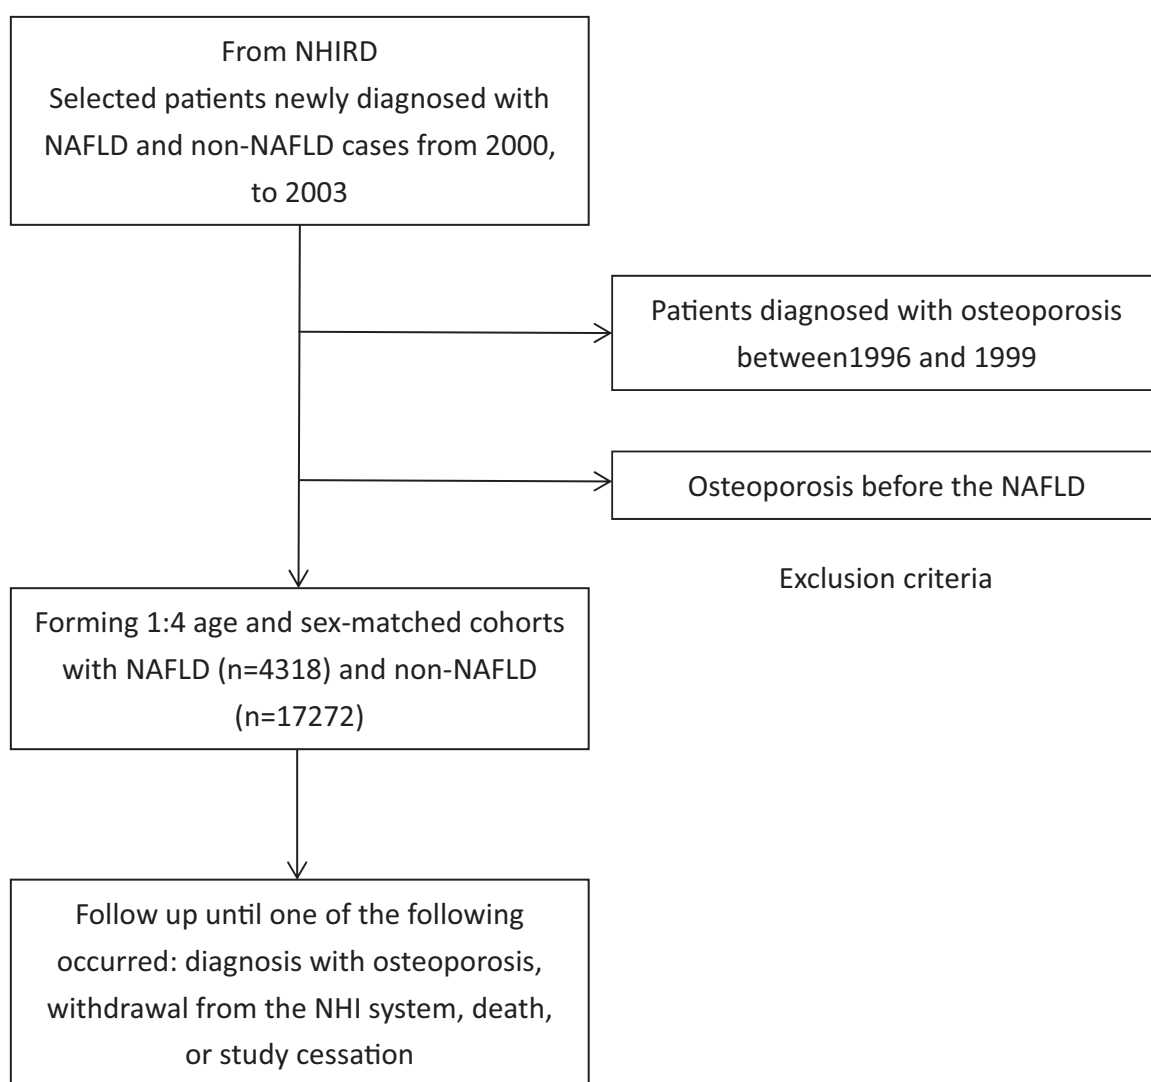 From NHIRD
Selected patients newly diagnosed with
NAFLD and non-NAFLD cases from 2000,
to 2003
Patients diagnosed with osteoporosis
between1996 and 1999
Osteoporosis before the NAFLD
Exclusion criteria
Forming 1:4 age and sex-matched cohorts
with NAFLD (n=4318) and non-NAFLD
(n=17272)
Follow up until one of the following
occurred: diagnosis with osteoporosis,
withdrawal from the NHI system, death,
or study cessation